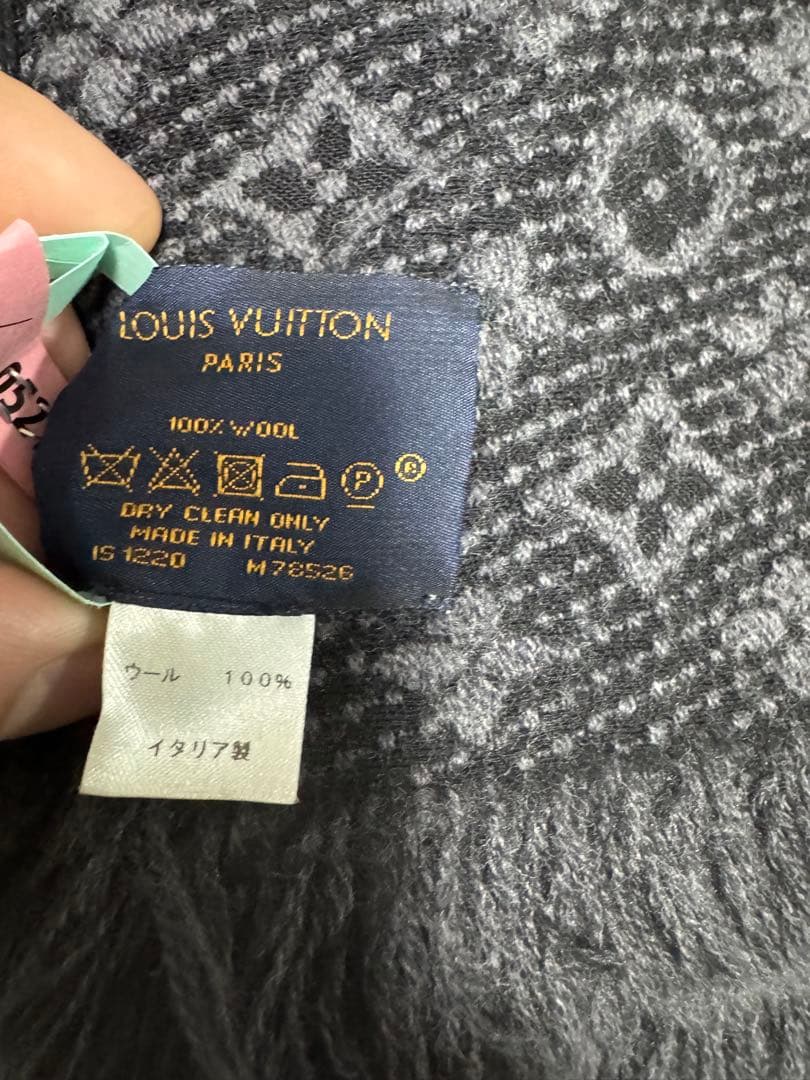 LOUIS VUITTON
PARIS
100% WOOL
P
®
DRY CLEAN ONLY
MADE IN ITALY
IS 1220 M78526
ウール 100%
イタリア製
052